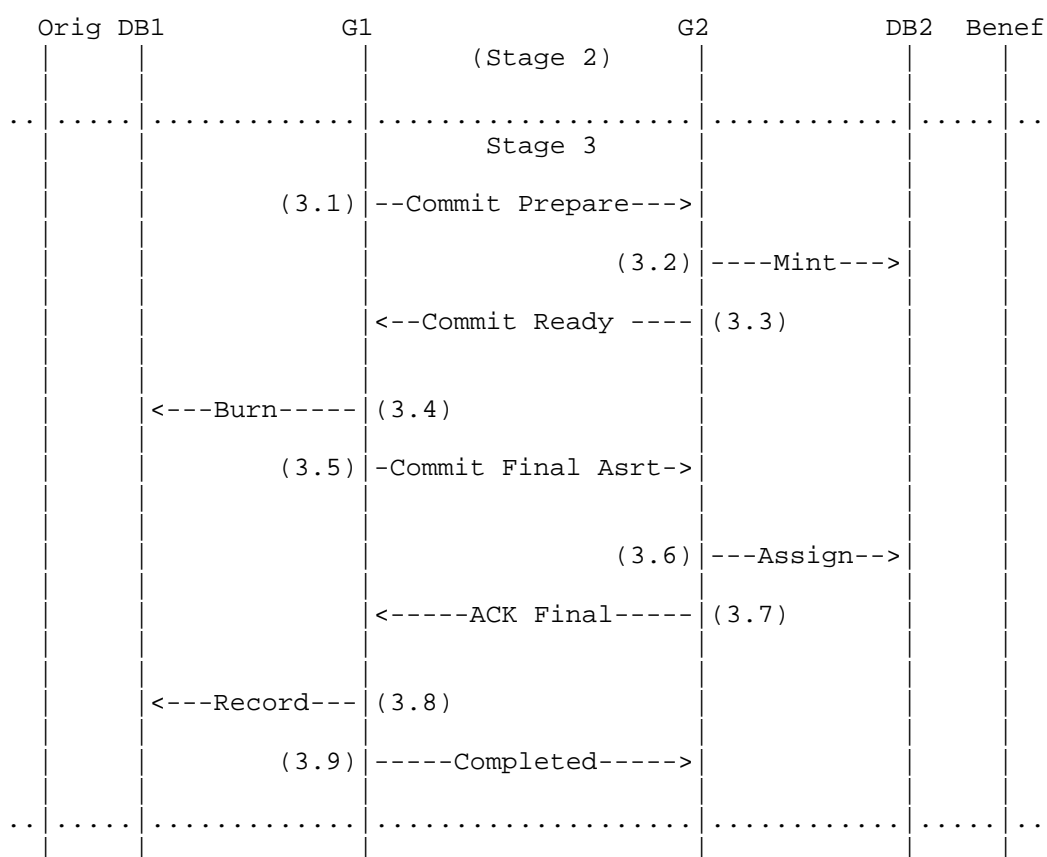 Orig DB1 G1 G2 DB2 Benef
(Stage 2)
Stage 3
(3.1) --Commit Prepare--->
(3.2) ----Mint--->
<--Commit Ready ---- (3.3)
<---Burn----- (3.4)
(3.5) -Commit Final Asrt->
(3.6) ---Assign-->
<-----ACK Final----- (3.7)
<---Record--- (3.8)
(3.9) -----Completed----->